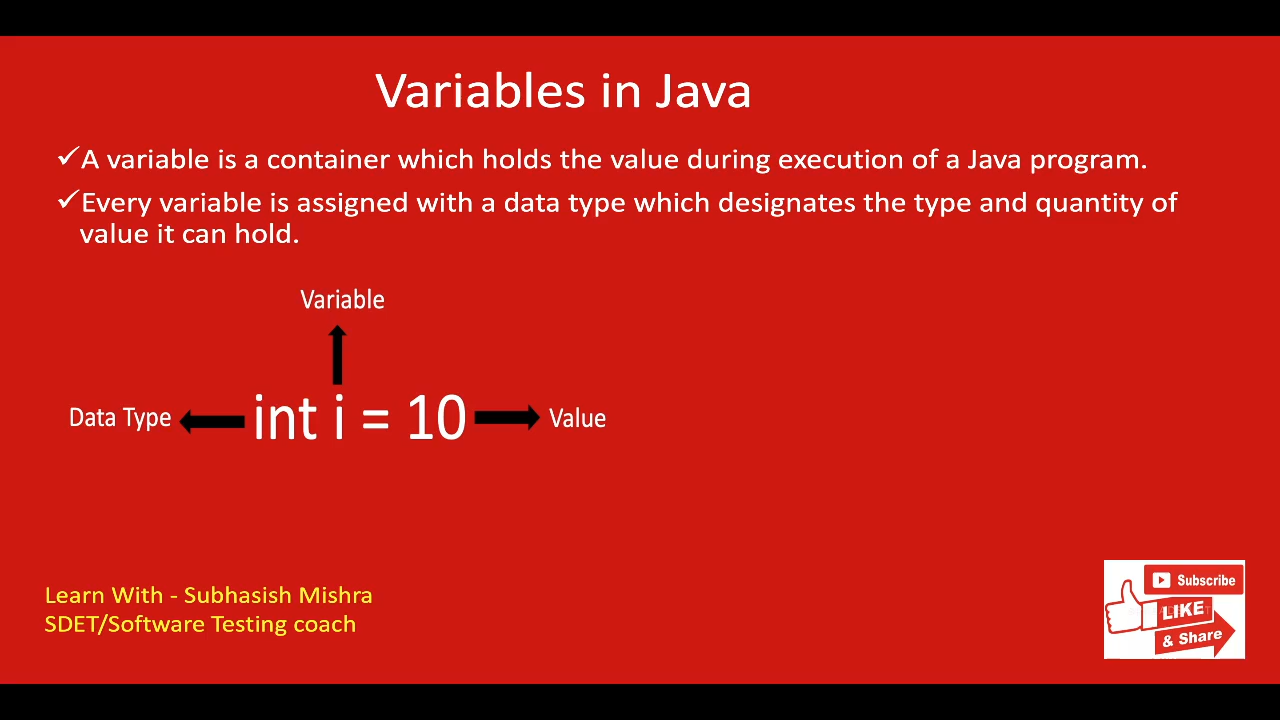 Variables in Java
✓A variable is a container which holds the value during execution of a Java program.
✓Every variable is assigned with a data type which designates the type and quantity of
value it can hold.
Variable
Data Type int i = 10 Value
Learn With - Subhasish Mishra
SDET/Software Testing coach
Subscribe
LIKE
& Share